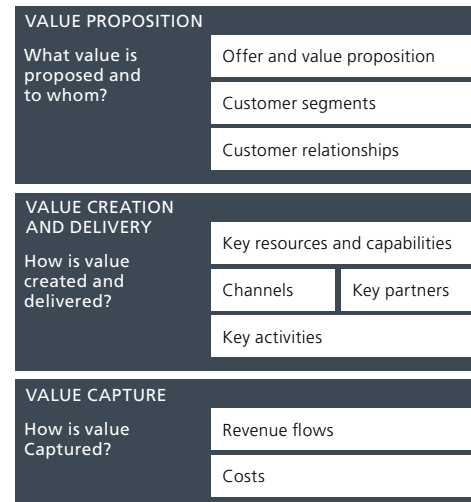 VALUE PROPOSITION
What value is
proposed and
to whom?
Offer and value proposition
Customer segments
Customer relationships
VALUE CREATION
AND DELIVERY
How is value
created and
delivered?
Key resources and capabilities
Channels
Key partners
Key activities
VALUE CAPTURE
How is value
Captured?
Revenue flows
Costs